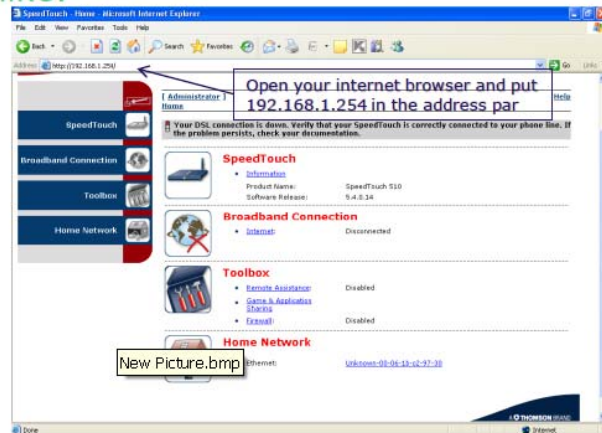 SpeedTouch - Home - Microsoft Internet Explorer
File Edit View Favorites Tools Help
Back Search Favorites
Address http://192.168.1.254/ Go Links
Open your internet browser and put
192.168.1.254 in the address par
[ Administrator ]
Help
Home
Your DSL connection is down. Verify that your SpeedTouch is correctly connected to your phone line. If
the problem persists, check your documentation.
SpeedTouch
Broadband Connection
Toolbox
Home Network
SpeedTouch
Information
Product Name: SpeedTouch 510
Software Release: 5.4.0.14
Broadband Connection
Internet: Disconnected
Toolbox
Remote Assistance: Disabled
Game & Application
Sharing
Firewall: Disabled
Home Network
Ethernet: Unknown-00-06-1b-c2-97-30
New Picture.bmp
A THOMSON BRAND
Done Internet